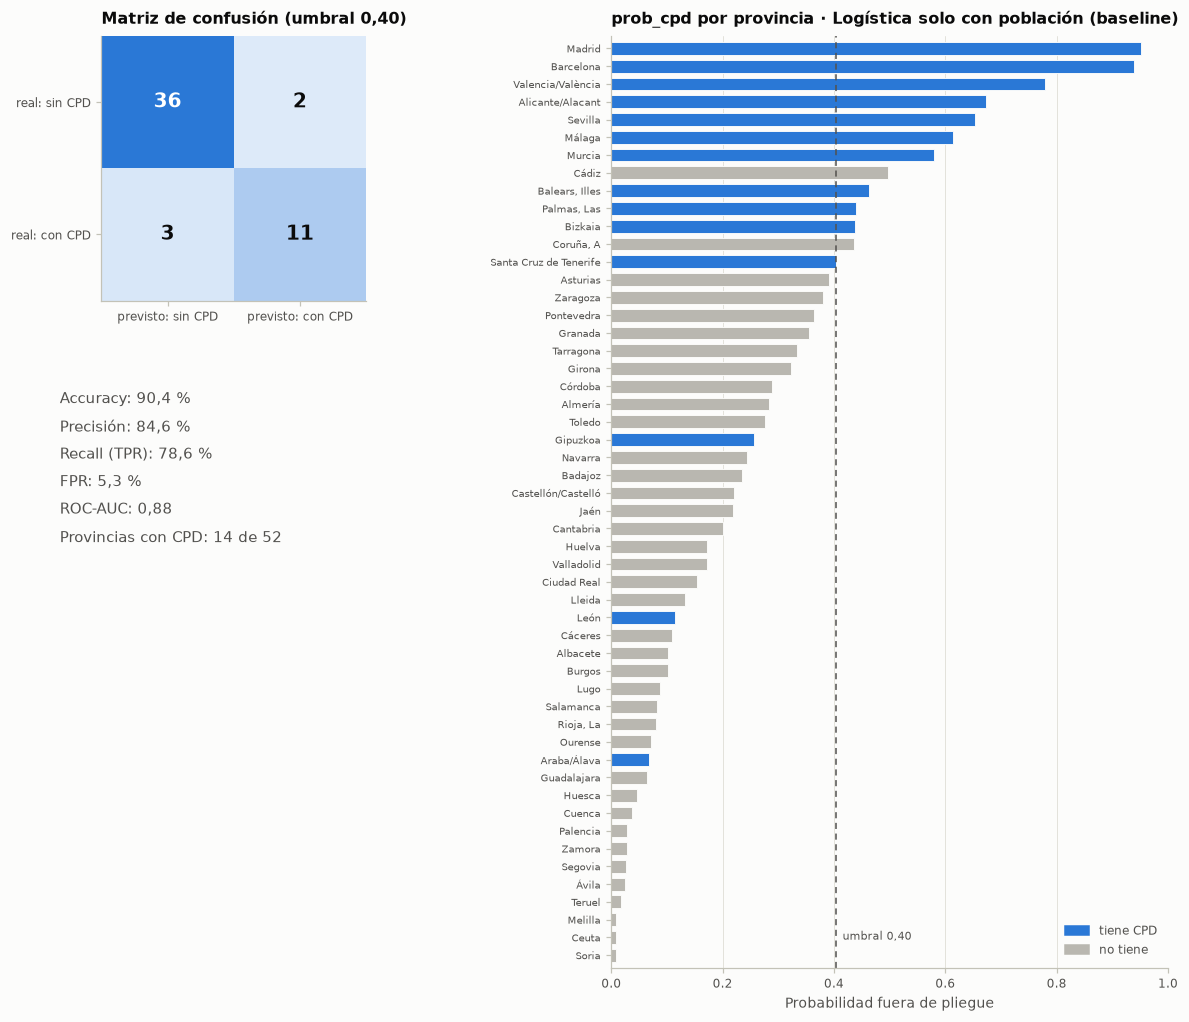 Matriz de confusión (umbral 0,40)
real: sin CPD
36
2
real: con CPD
3
11
previsto: sin CPD
previsto: con CPD
Accuracy: 90,4 %
Precisión: 84,6 %
Recall (TPR): 78,6 %
FPR: 5,3 %
ROC-AUC: 0,88
Provincias con CPD: 14 de 52
prob_cpd por provincia · Logística solo con población (baseline)
Madrid
Barcelona
Valencia/València
Alicante/Alacant
Sevilla
Málaga
Murcia
Cádiz
Balears, Illes
Palmas, Las
Bizkaia
Coruña, A
Santa Cruz de Tenerife
Asturias
Zaragoza
Pontevedra
Granada
Tarragona
Girona
Córdoba
Almería
Toledo
Gipuzkoa
Navarra
Badajoz
Castellón/Castelló
Jaén
Cantabria
Huelva
Valladolid
Ciudad Real
Lleida
León
Cáceres
Albacete
Burgos
Lugo
Salamanca
Rioja, La
Ourense
Araba/Álava
Guadalajara
Huesca
Cuenca
Palencia
Zamora
Segovia
Ávila
Teruel
Melilla
Ceuta
Soria
umbral 0,40
tiene CPD
no tiene
0.0
0.2
0.4
0.6
0.8
1.0
Probabilidad fuera de pliegue